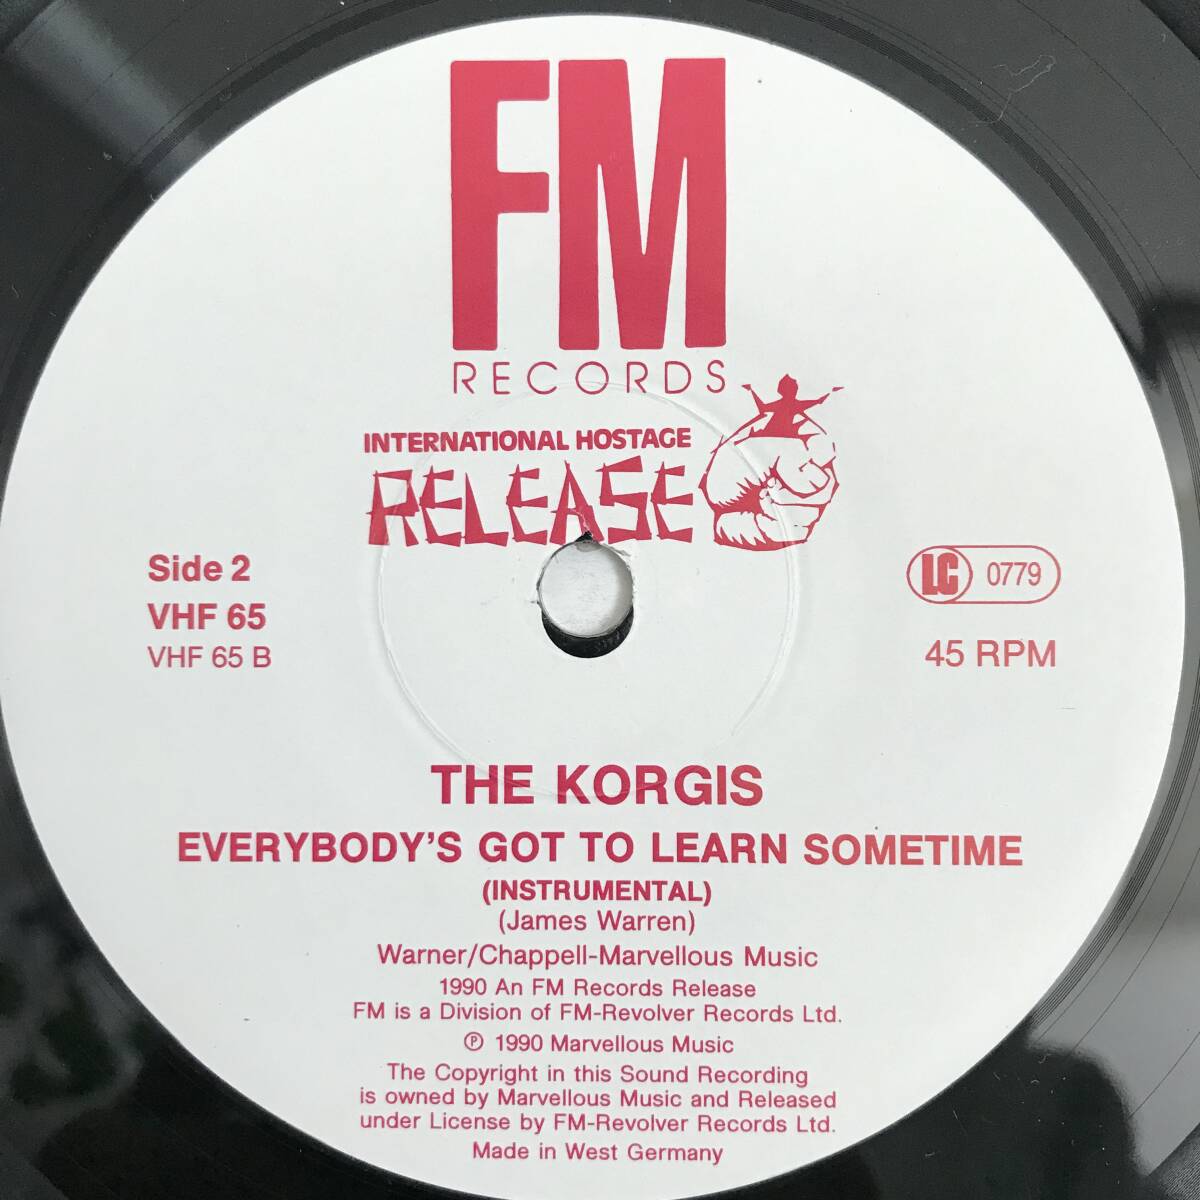 FM
RECORDS
INTERNATIONAL HOSTAGE
RELEASE
Side 2
VHF 65
VHF 65 B
LC 0779
45 RPM
THE KORGIS
EVERYBODY'S GOT TO LEARN SOMETIME
(INSTRUMENTAL)
(James Warren)
Warner/Chappell-Marvellous Music
1990 An FM Records Release
FM is a Division of FM-Revolver Records Ltd.
℗ 1990 Marvellous Music
The Copyright in this Sound Recording
is owned by Marvellous Music and Released
under License by FM-Revolver Records Ltd.
Made in West Germany